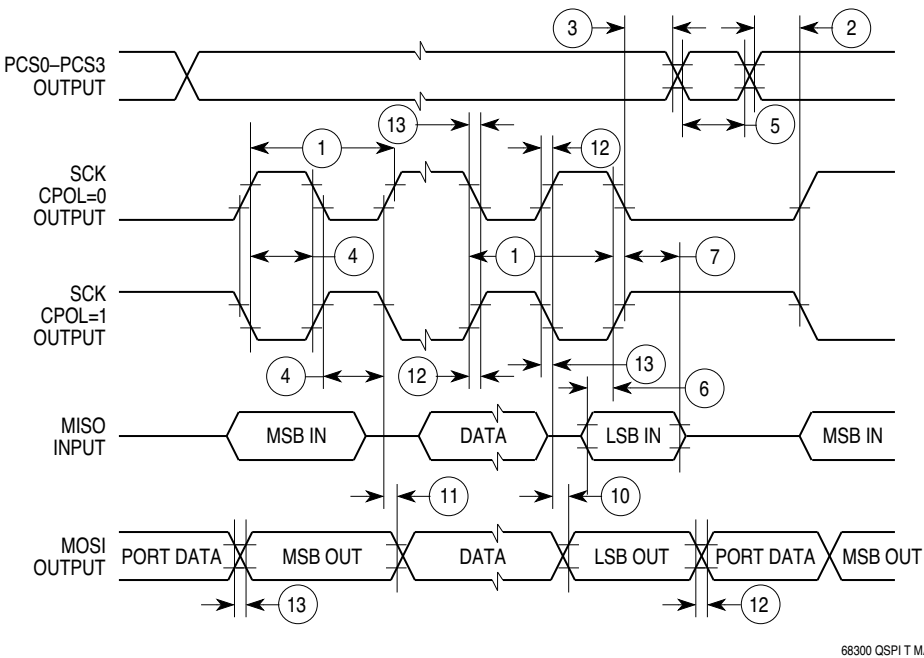 3
2
PCS0–PCS3
OUTPUT
5
13
12
1
SCK
CPOL=0
OUTPUT
4
1
7
SCK
CPOL=1
OUTPUT
13
4
12
6
MISO
INPUT
MSB IN
DATA
LSB IN
MSB IN
11
10
MOSI
OUTPUT
PORT DATA
MSB OUT
DATA
LSB OUT
PORT DATA
MSB OUT
13
12
68300 QSPI T M